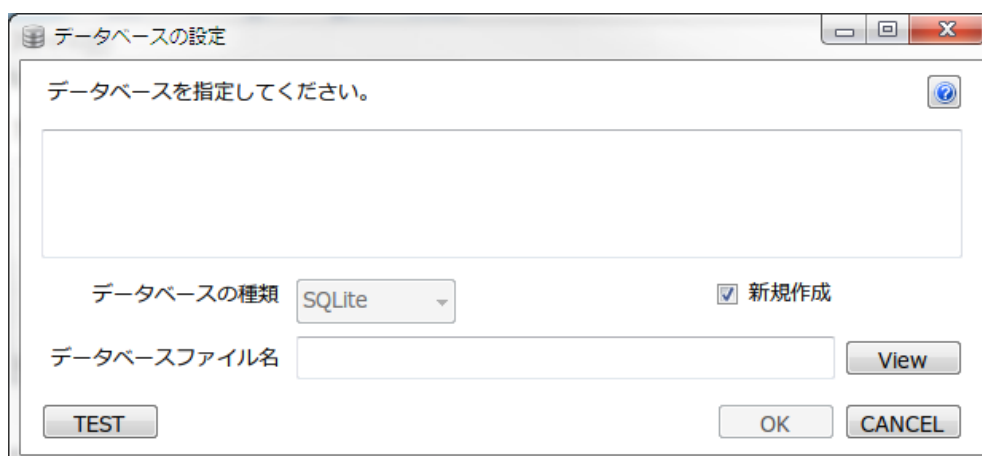 データベースの設定
データベースを指定してください。
データベースの種類 SQLite 新規作成
データベースファイル名 View
TEST OK CANCEL